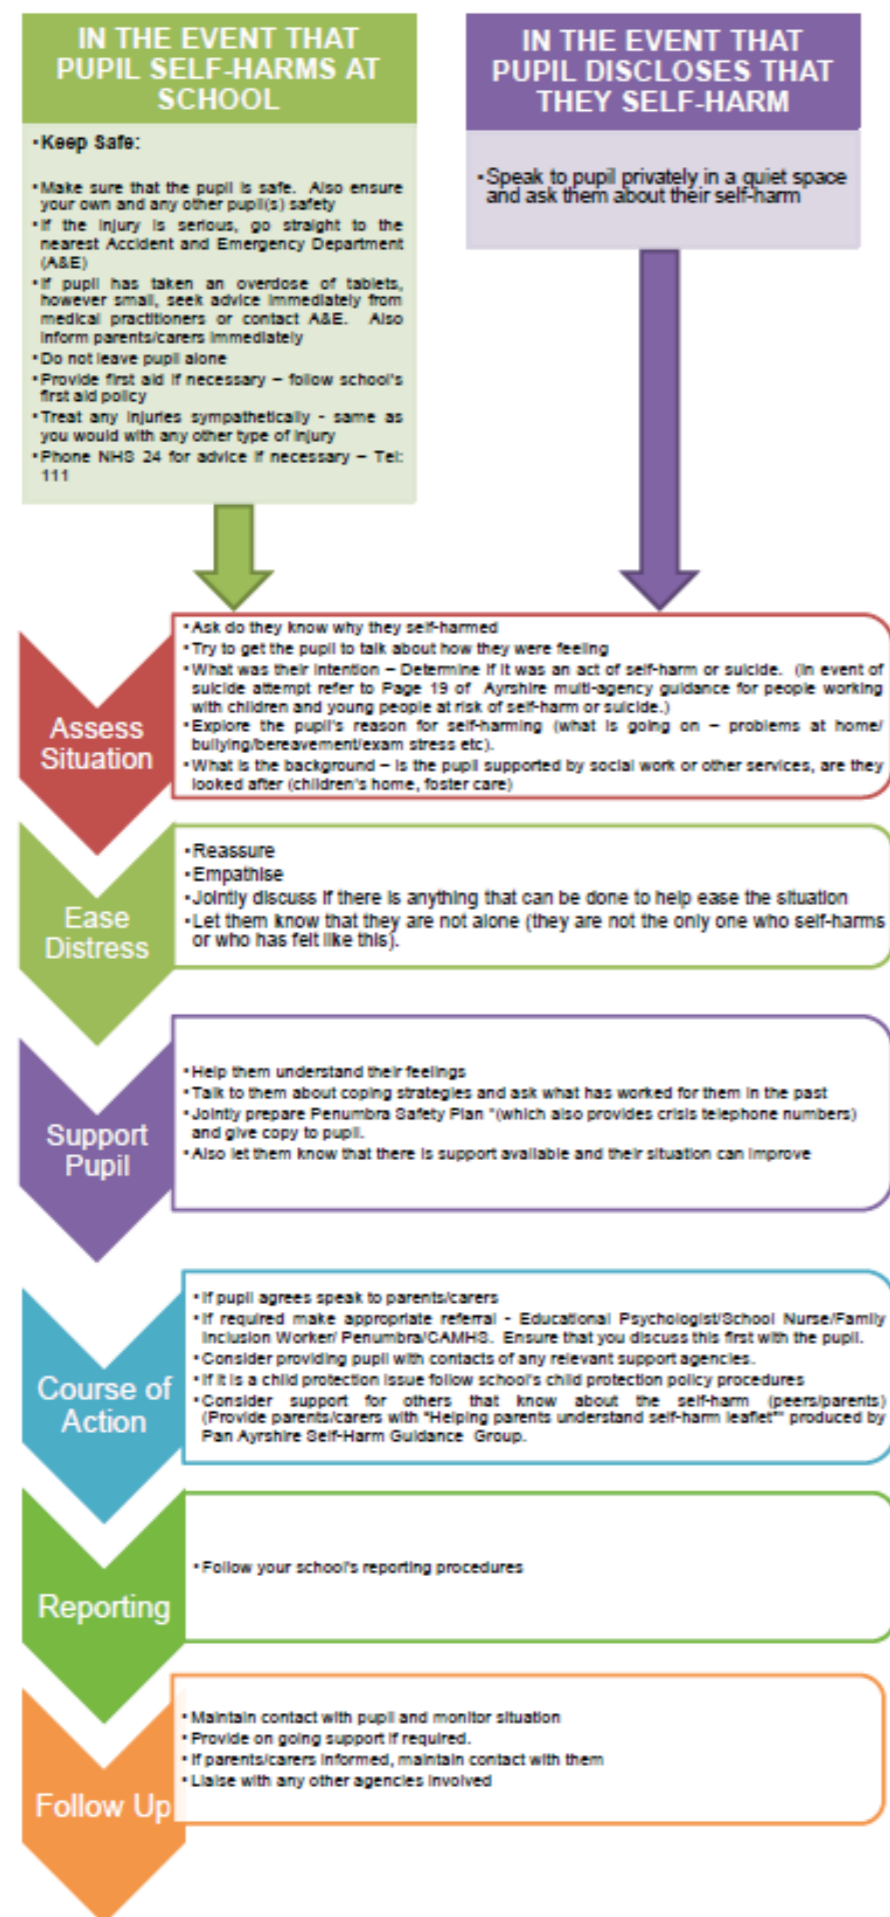 IN THE EVENT THAT
PUPIL SELF-HARMS AT
SCHOOL
•Keep Safe:
•Make sure that the pupil is safe. Also ensure
your own and any other pupil(s) safety
•If the injury is serious, go straight to the
nearest Accident and Emergency Department
(A&E)
•If pupil has taken an overdose of tablets,
however small, seek advice immediately from
medical practitioners or contact A&E. Also
inform parents/carers immediately
•Do not leave pupil alone
•Provide first aid if necessary – follow school's
first aid policy
•Treat any injuries sympathetically - same as
you would with any other type of injury
•Phone NHS 24 for advice if necessary – Tel:
111
IN THE EVENT THAT
PUPIL DISCLOSES THAT
THEY SELF-HARM
•Speak to pupil privately in a quiet space
and ask them about their self-harm
Assess
Situation
•Ask do they know why they self-harmed
•Try to get the pupil to talk about how they were feeling
•What was their intention – Determine if it was an act of self-harm or suicide. (In event of
suicide attempt refer to Page 19 of Ayrshire multi-agency guidance for people working
with children and young people at risk of self-harm or suicide.)
•Explore the pupil's reason for self-harming (what is going on – problems at home/
bullying/bereavement/exam stress etc).
•What is the background – is the pupil supported by social work or other services, are they
looked after (children's home, foster care)
Ease
Distress
•Reassure
•Empathise
•Jointly discuss if there is anything that can be done to help ease the situation
•Let them know that they are not alone (they are not the only one who self-harms
or who has felt like this).
Support
Pupil
•Help them understand their feelings
•Talk to them about coping strategies and ask what has worked for them in the past
•Jointly prepare Penumbra Safety Plan *(which also provides crisis telephone numbers)
and give copy to pupil.
•Also let them know that there is support available and their situation can improve
Course of
Action
•If pupil agrees speak to parents/carers
•If required make appropriate referral - Educational Psychologist/School Nurse/Family
Inclusion Worker/ Penumbra/CAMHS. Ensure that you discuss this first with the pupil.
•Consider providing pupil with contacts of any relevant support agencies.
•If it is a child protection issue follow school's child protection policy procedures
•Consider support for others that know about the self-harm (peers/parents)
(Provide parents/carers with "Helping parents understand self-harm leaflet"* produced by
Pan Ayrshire Self-Harm Guidance Group.
Reporting
•Follow your school's reporting procedures
Follow Up
•Maintain contact with pupil and monitor situation
•Provide on going support if required.
•If parents/carers informed, maintain contact with them
•Liaise with any other agencies involved